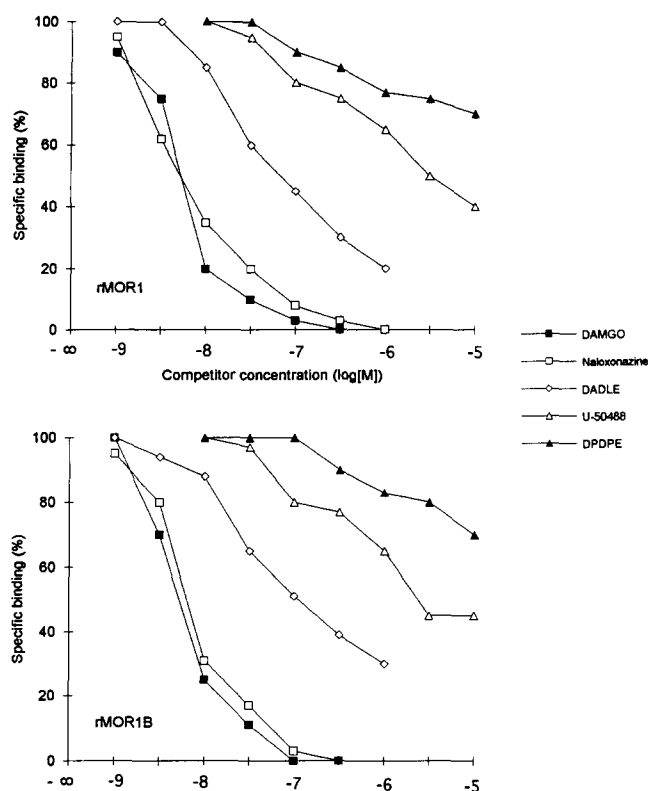 Specific binding (%)
100
80
60
40
20
0
rMOR1
- ∞
-9
-8
-7
-6
-5
Competitor concentration (log[M])
DAMGO
Naloxonazine
DADLE
U-50488
DPDPE
Specific binding (%)
100
80
60
40
20
0
rMOR1B
- ∞
-9
-8
-7
-6
-5